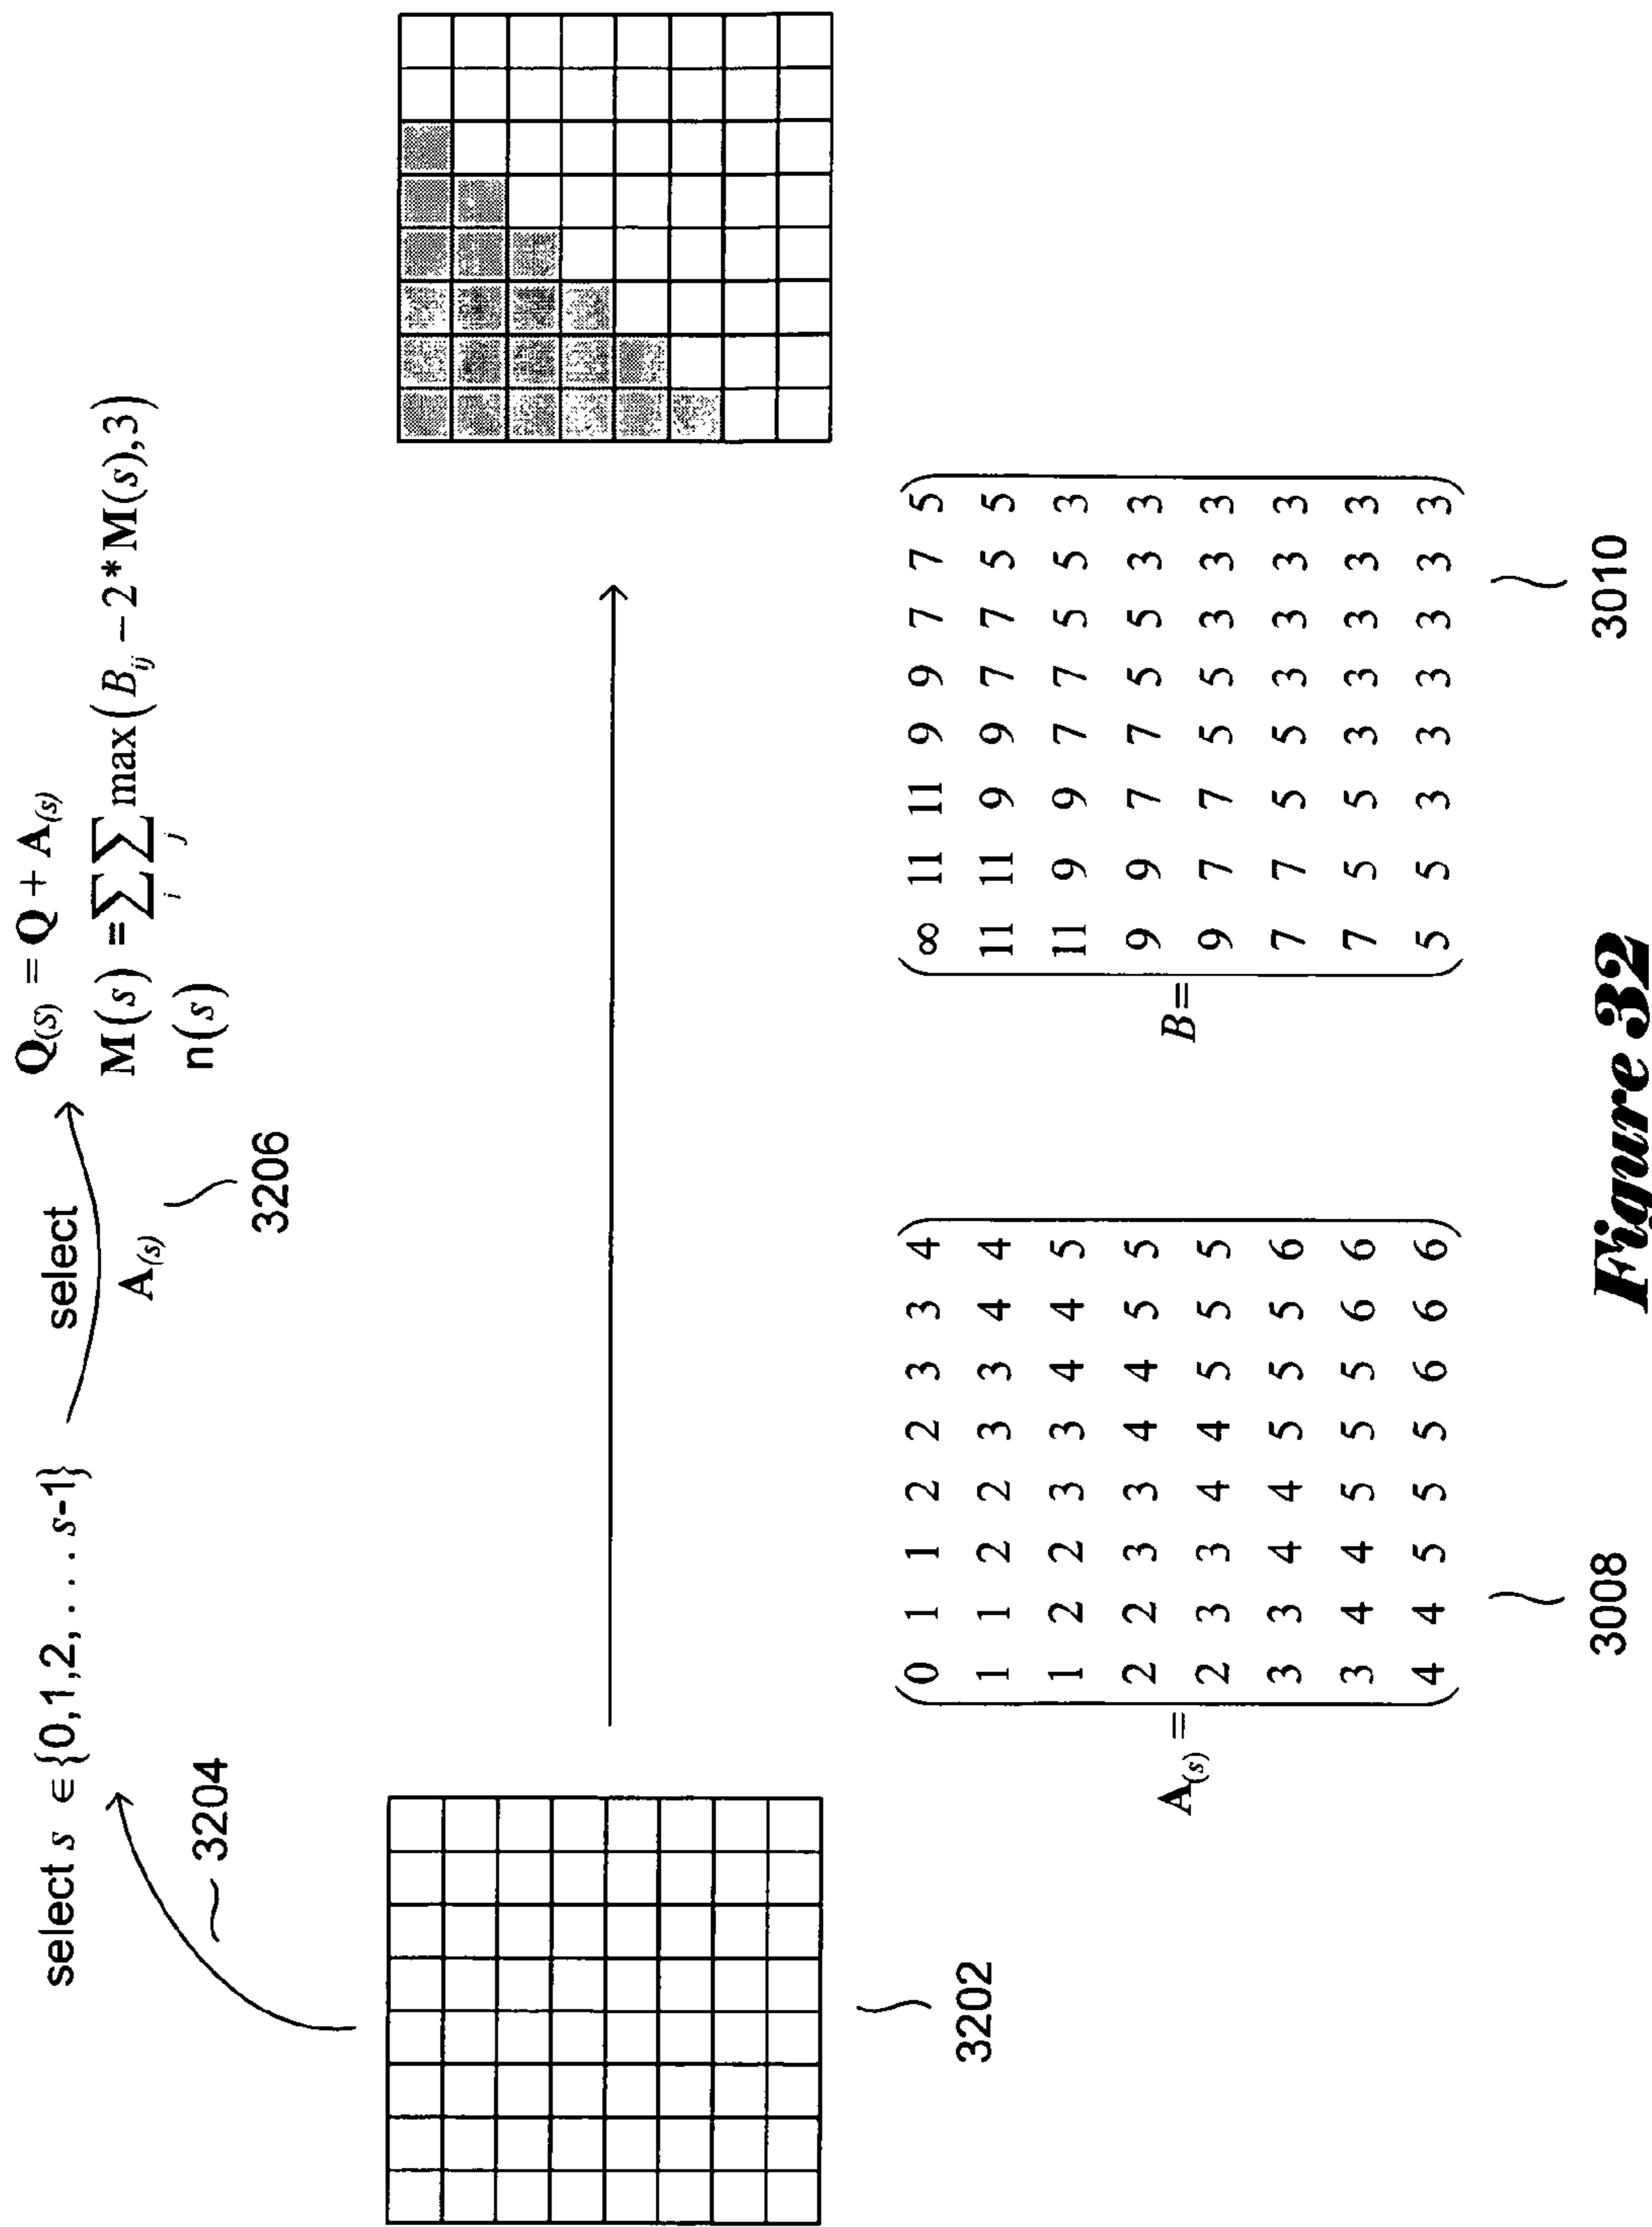 select s ∈{0,1,2,. . . . s-1}
select
A(s)
Q(S) = Q + A(s)
M(s) = ∑ i ∑ j max(B ij − 2 * M(s),3)
n(s)
3204
3206
3202
A(s) =
0 1 1 2 2 3 3 4
1 1 2 2 3 3 4 4
1 2 2 3 3 4 4 5
2 2 3 3 4 4 5 5
2 3 3 4 4 5 5 5
3 3 4 4 5 5 5 6
3 4 4 5 5 5 6 6
4 4 5 5 5 6 6 6
3008
B=
∞ 11 11 9 9 7 7 5
11 11 9 9 7 7 5 5
11 9 9 7 7 5 5 3
9 9 7 7 5 5 3 3
9 7 7 5 5 3 3 3
7 7 5 5 3 3 3 3
7 5 5 3 3 3 3 3
5 5 3 3 3 3 3 3
3010
Figure 32